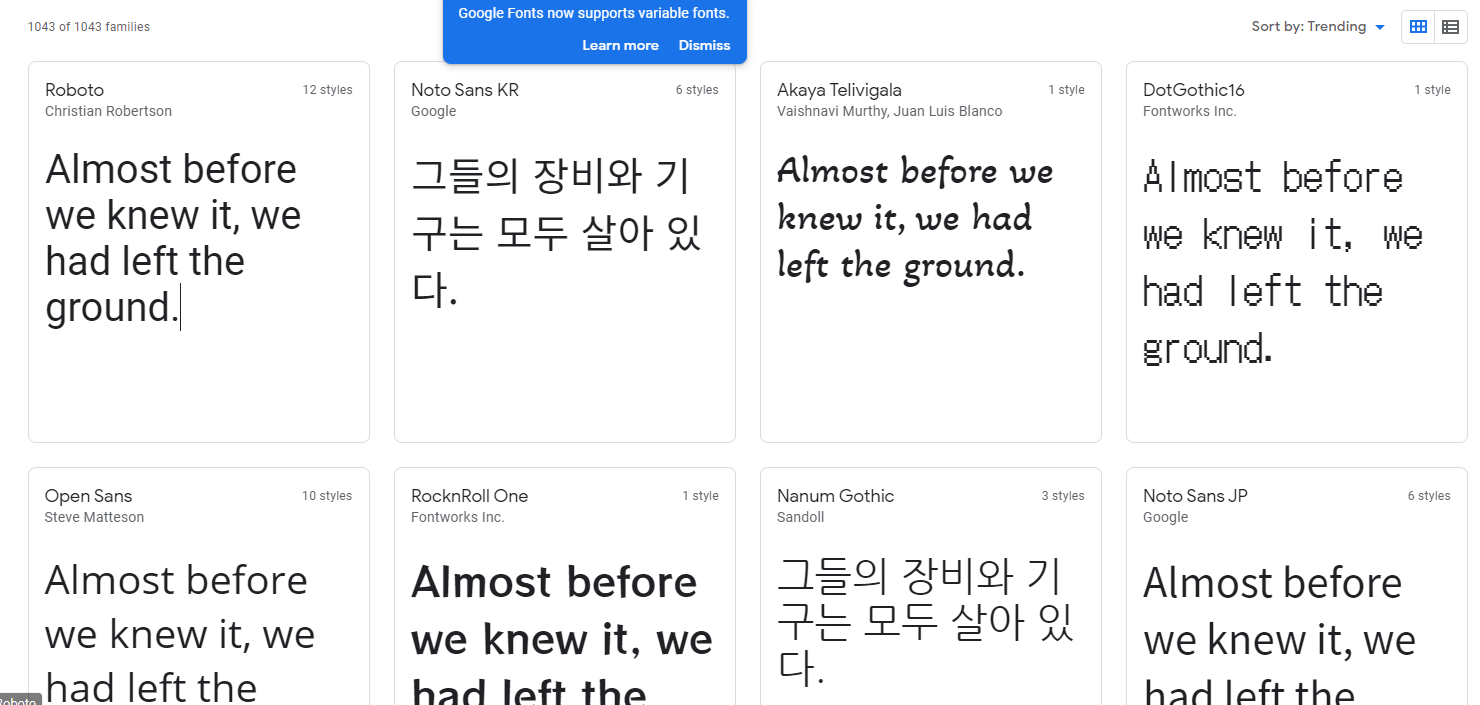 1043 of 1043 families
Google Fonts now supports variable fonts.
Learn more Dismiss
Sort by: Trending
Roboto 12 styles
Christian Robertson
Almost before
we knew it, we
had left the
ground.
Noto Sans KR 6 styles
Google
그들의 장비와 기
구는 모두 살아 있
다.
Akaya Telivigala 1 style
Vaishnavi Murthy, Juan Luis Blanco
Almost before we
knew it, we had
left the ground.
DotGothic16 1 style
Fontworks Inc.
Almost before
we knew it, we
had left the
ground.
Open Sans 10 styles
Steve Matteson
Almost before
we knew it, we
had left the
RocknRoll One 1 style
Fontworks Inc.
Almost before
we knew it, we
had left the
Nanum Gothic 3 styles
Sandoll
그들의 장비와 기
구는 모두 살아 있
다.
Noto Sans JP 6 styles
Google
Almost before
we knew it, we
had left the
Roboto